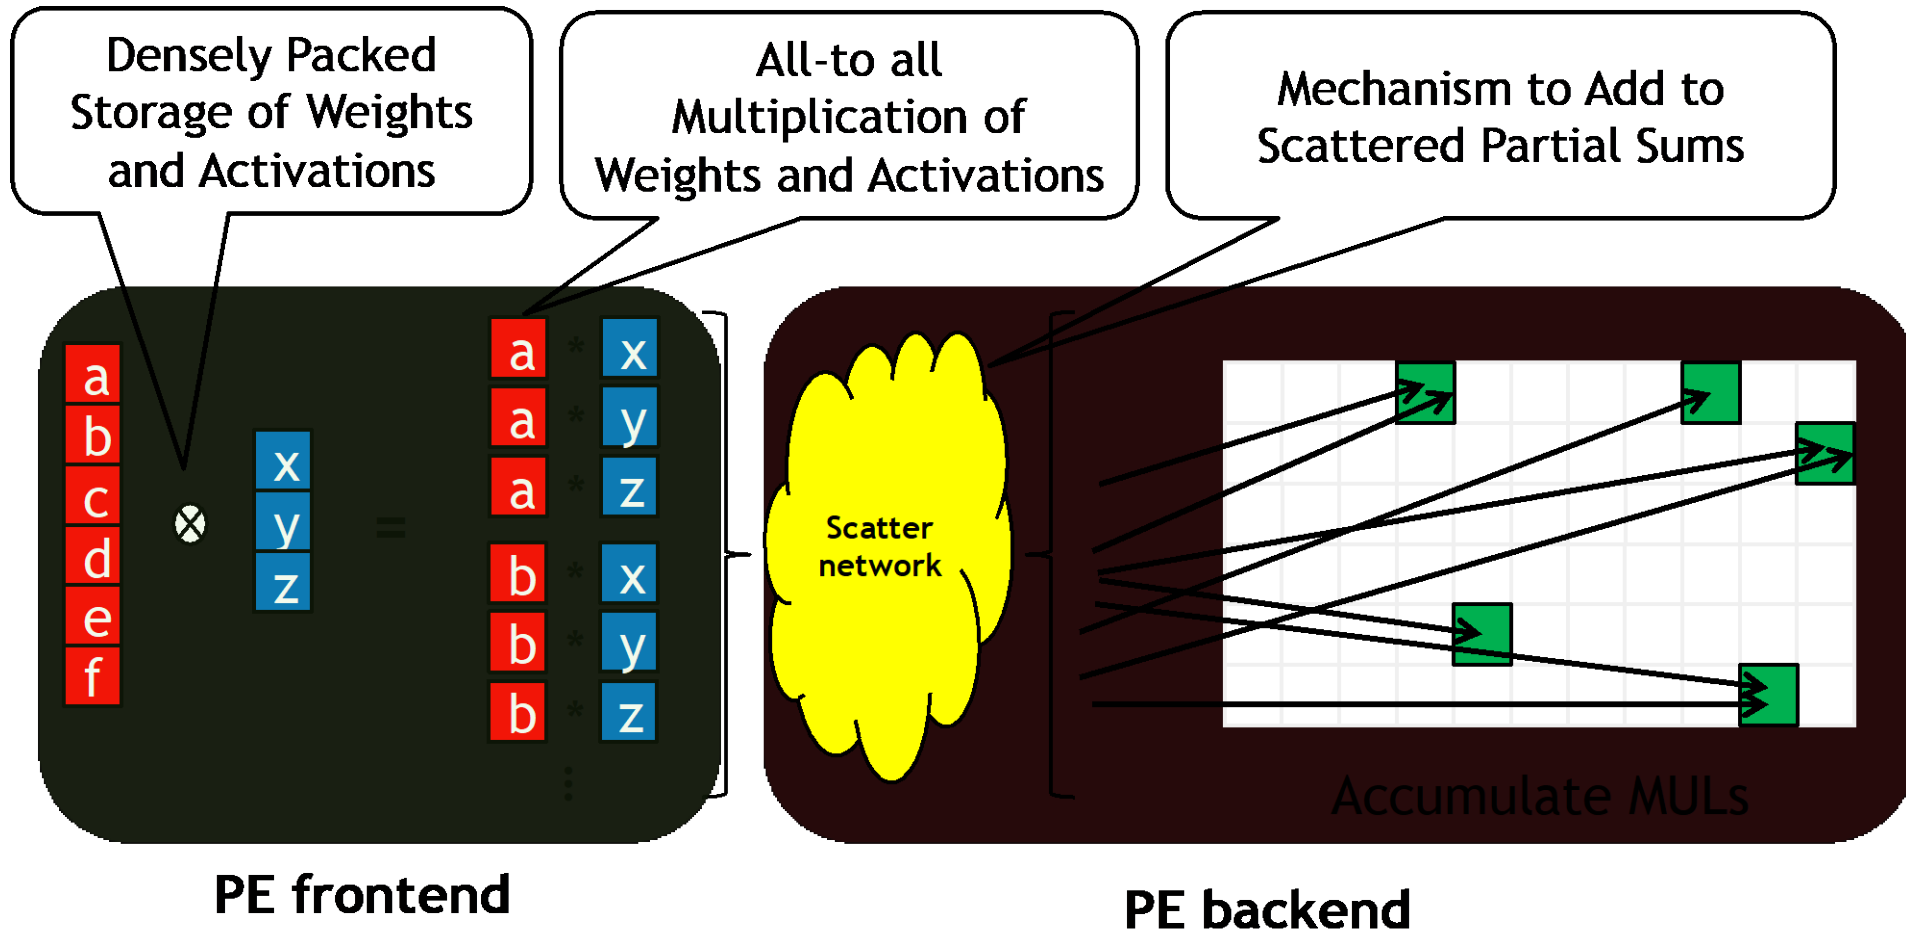 Densely Packed
Storage of Weights
and Activations
All-to all
Multiplication of
Weights and Activations
Mechanism to Add to
Scattered Partial Sums
a
b
c
d
e
f
x
y
z
=
a * x
a * y
a * z
b * x
b * y
b * z
⋮
Scatter
network
Accumulate MULs
PE frontend
PE backend